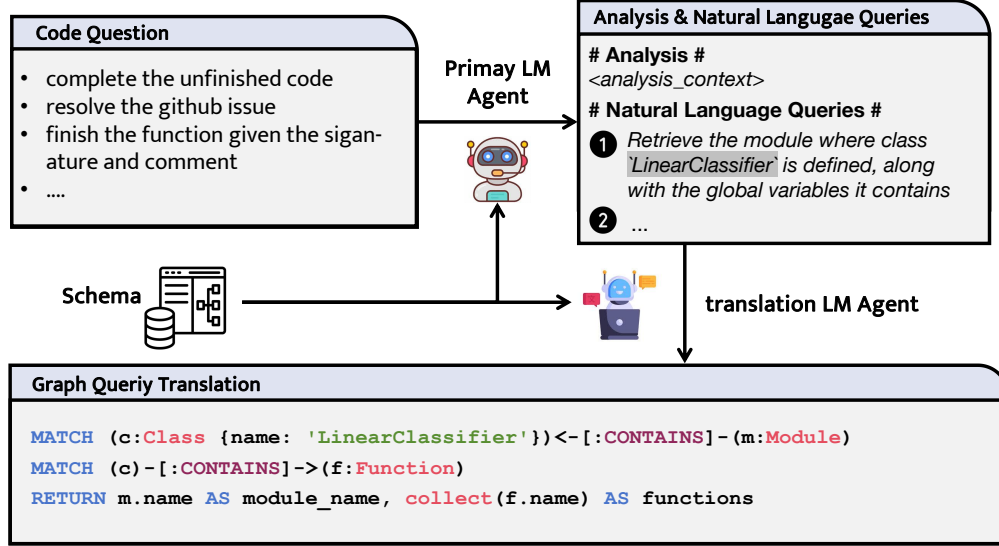 Code Question
• complete the unfinished code
• resolve the github issue
• finish the function given the sigan-
ature and comment
• ....
Primay LM
Agent
Analysis & Natural Langugae Queries
# Analysis #
<analysis_context>
# Natural Language Queries #
1 Retrieve the module where class
`LinearClassifier` is defined, along
with the global variables it contains
2 ...
Schema
translation LM Agent
Graph Queriy Translation
MATCH (c:Class {name: 'LinearClassifier'})<-[:CONTAINS]-(m:Module)
MATCH (c)-[:CONTAINS]->(f:Function)
RETURN m.name AS module_name, collect(f.name) AS functions